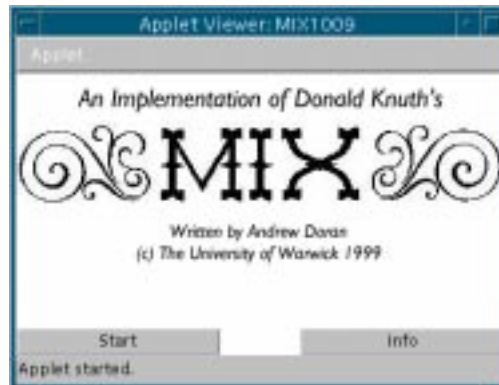 Applet Viewer: MIX1009
Applet
An Implementation of Donald Knuth's
MIX
Written by Andrew Doran
(c) The University of Warwick 1999
Start Info
Applet started.